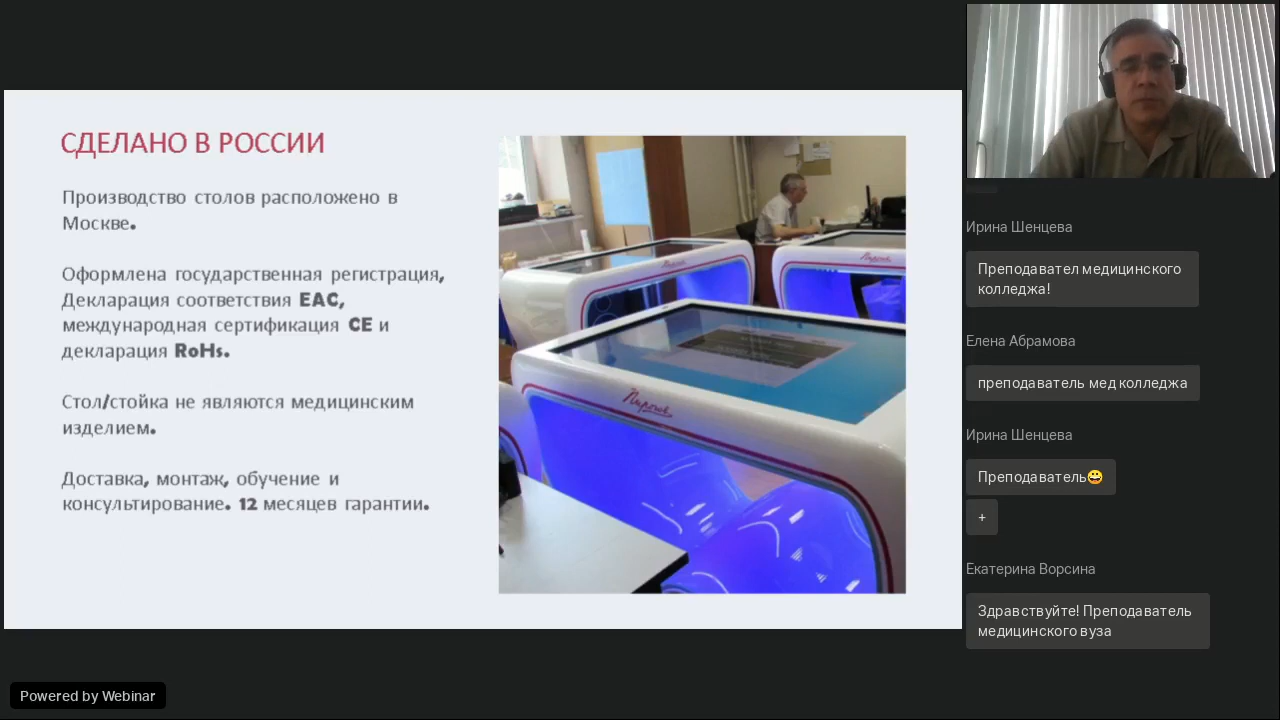 СДЕЛАНО В РОССИИ
Производство столов расположено в
Москве.
Оформлена государственная регистрация,
Декларация соответствия EAC,
международная сертификация CE и
декларация RoHs.
Стол/стойка не являются медицинским
изделием.
Доставка, монтаж, обучение и
консультирование. 12 месяцев гарантии.
Пирогов
Ирина Шенцева
Преподавател медицинского
колледжа!
Елена Абрамова
преподаватель мед колледжа
Ирина Шенцева
Преподаватель😀
+
Екатерина Ворсина
Здравствуйте! Преподаватель
медицинского вуза
Powered by Webinar